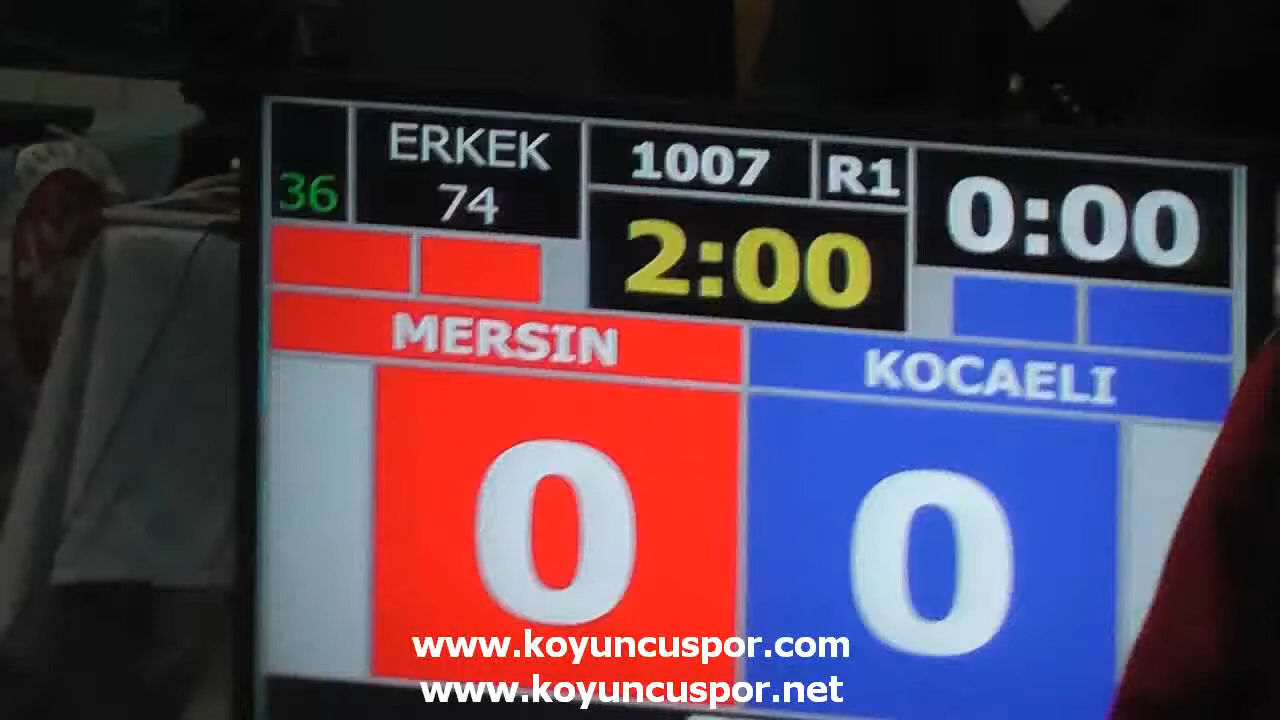 36
ERKEK
74
1007
R1
0:00
2:00
MERSIN
KOCAELI
0
0
www.koyuncuspor.com
www.koyuncuspor.net